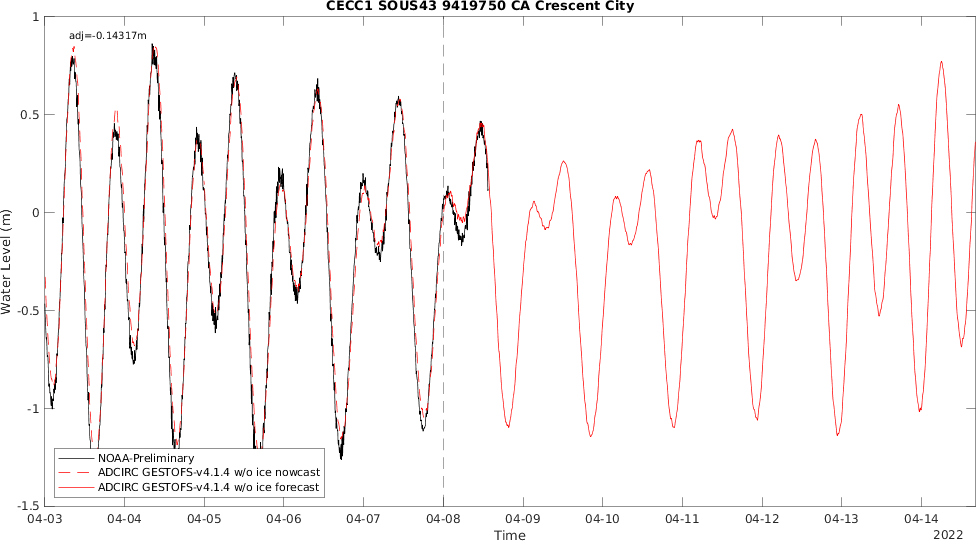 CECC1 SOUS43 9419750 CA Crescent City
adj=-0.14317m
1
0.5
0
-0.5
-1
-1.5
Water Level (m)
NOAA-Preliminary
ADCIRC GESTOFS-v4.1.4 w/o ice nowcast
ADCIRC GESTOFS-v4.1.4 w/o ice forecast
04-03 04-04 04-05 04-06 04-07 04-08 04-09 04-10 04-11 04-12 04-13 04-14
Time
2022